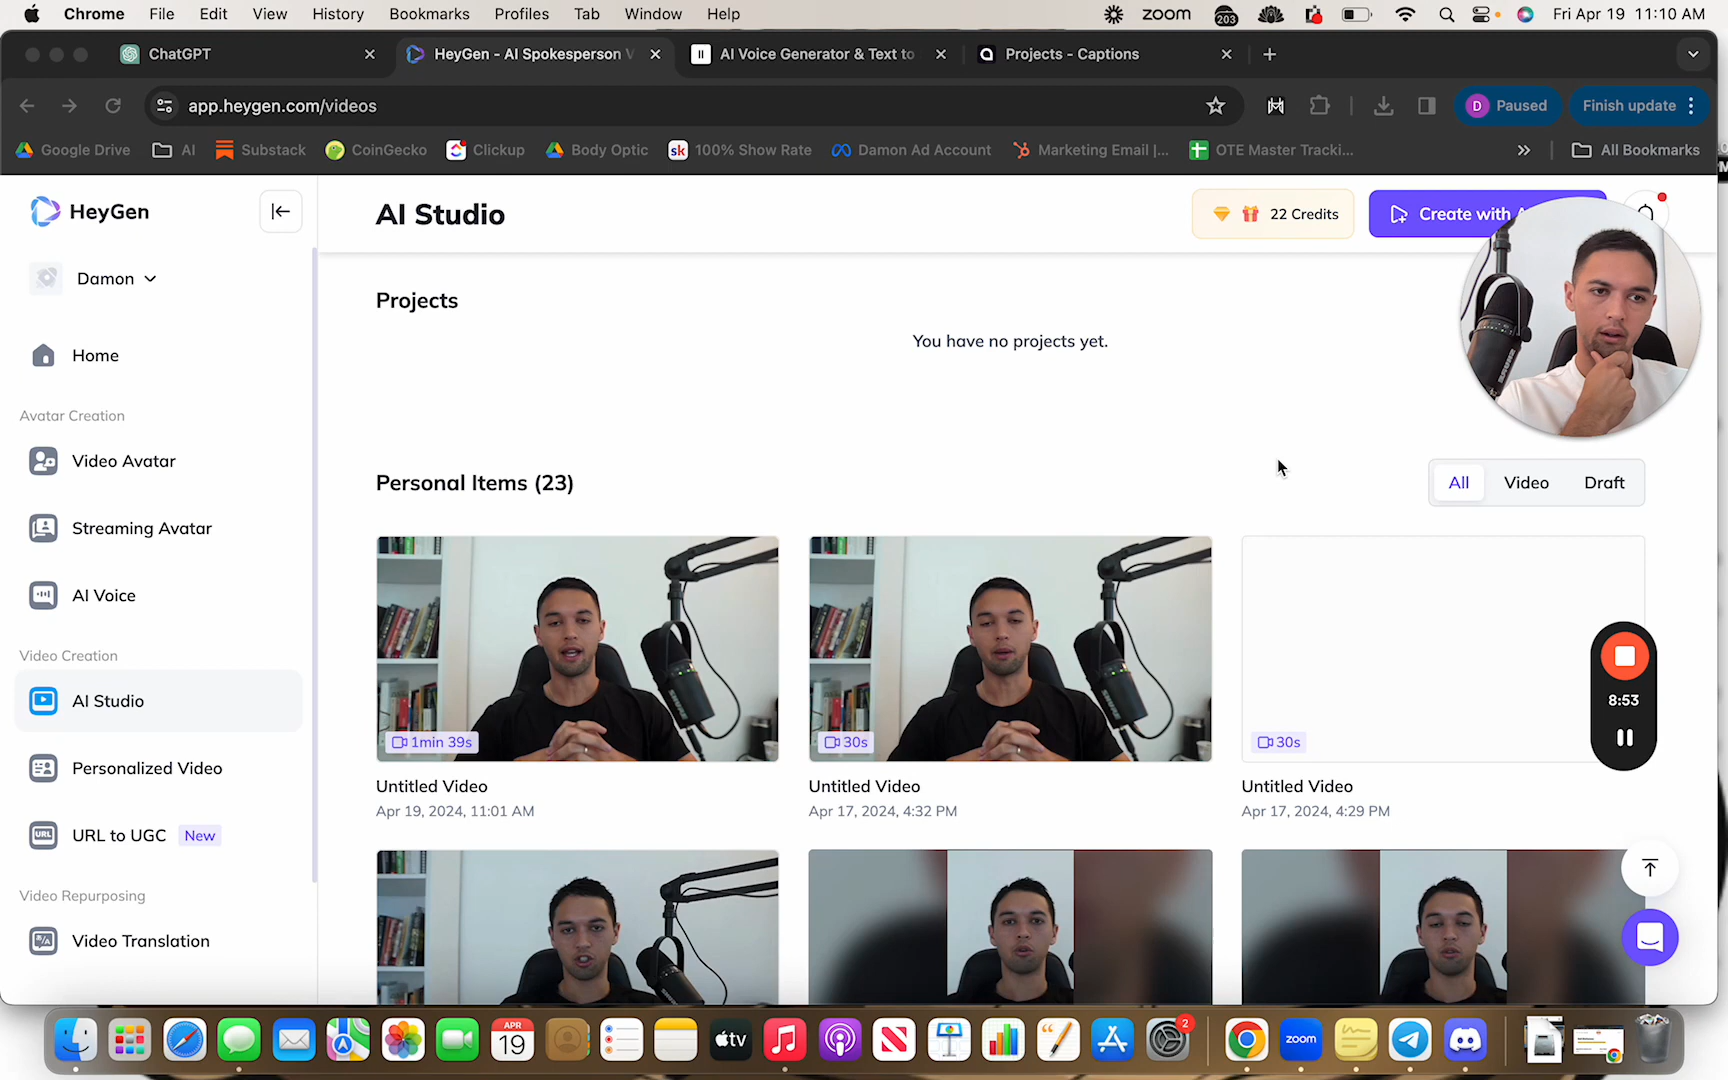 Chrome File Edit View History Bookmarks Profiles Tab Window Help
zoom 203 Fri Apr 19 11:10 AM
ChatGPT
HeyGen - AI Spokesperson V
AI Voice Generator & Text to
Projects - Captions
app.heygen.com/videos
D Paused
Finish update
Google Drive
AI
Substack
CoinGecko
Clickup
Body Optic
sk 100% Show Rate
Damon Ad Account
Marketing Email |...
OTE Master Tracki...
»
All Bookmarks
HeyGen
Damon
Home
Avatar Creation
Video Avatar
Streaming Avatar
AI Voice
Video Creation
AI Studio
Personalized Video
URL URL to UGC New
Video Repurposing
Video Translation
AI Studio
22 Credits
Create with
Projects
You have no projects yet.
Personal Items (23)
All Video Draft
1min 39s
Untitled Video
Apr 19, 2024, 11:01 AM
30s
Untitled Video
Apr 17, 2024, 4:32 PM
30s
Untitled Video
Apr 17, 2024, 4:29 PM
8:53
APR
19
tv
2
zoom